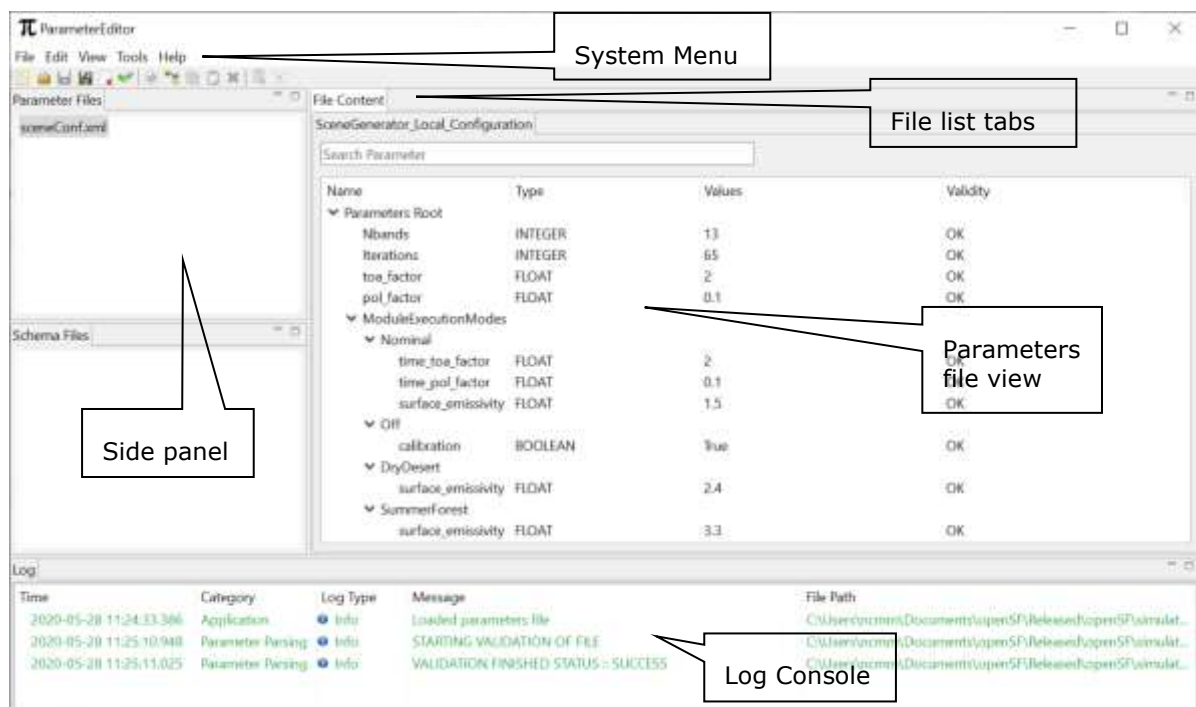 ParameterEditor
File Edit View Tools Help
System Menu
Parameter Files
File Content
File list tabs
sceneConf.xml
SceneGenerator_Local_Configuration
Search Parameter
Name Type Values Validity
Parameters Root
Nbands INTEGER 13 OK
Iterations INTEGER 65 OK
toa_factor FLOAT 2 OK
pol_factor FLOAT 0.1 OK
ModuleExecutionModes
Schema Files
Nominal
Parameters
file view
time_toa_factor FLOAT 2 OK
time_pol_factor FLOAT 0.1
surface_emissivity FLOAT 1.5 OK
Off
Side panel
calibration BOOLEAN True OK
DryDesert
surface_emissivity FLOAT 2.4 OK
SummerForest
surface_emissivity FLOAT 3.3 OK
Log
Time Category Log Type Message File Path
2020-05-28 11:24:33.386 Application Info Loaded parameters file
2020-05-28 11:25:10.948 Parameter Parsing Info STARTING VALIDATION OF FILE
2020-05-28 11:25:11.025 Parameter Parsing Info VALIDATION FINISHED STATUS :: SUCCESS
Log Console